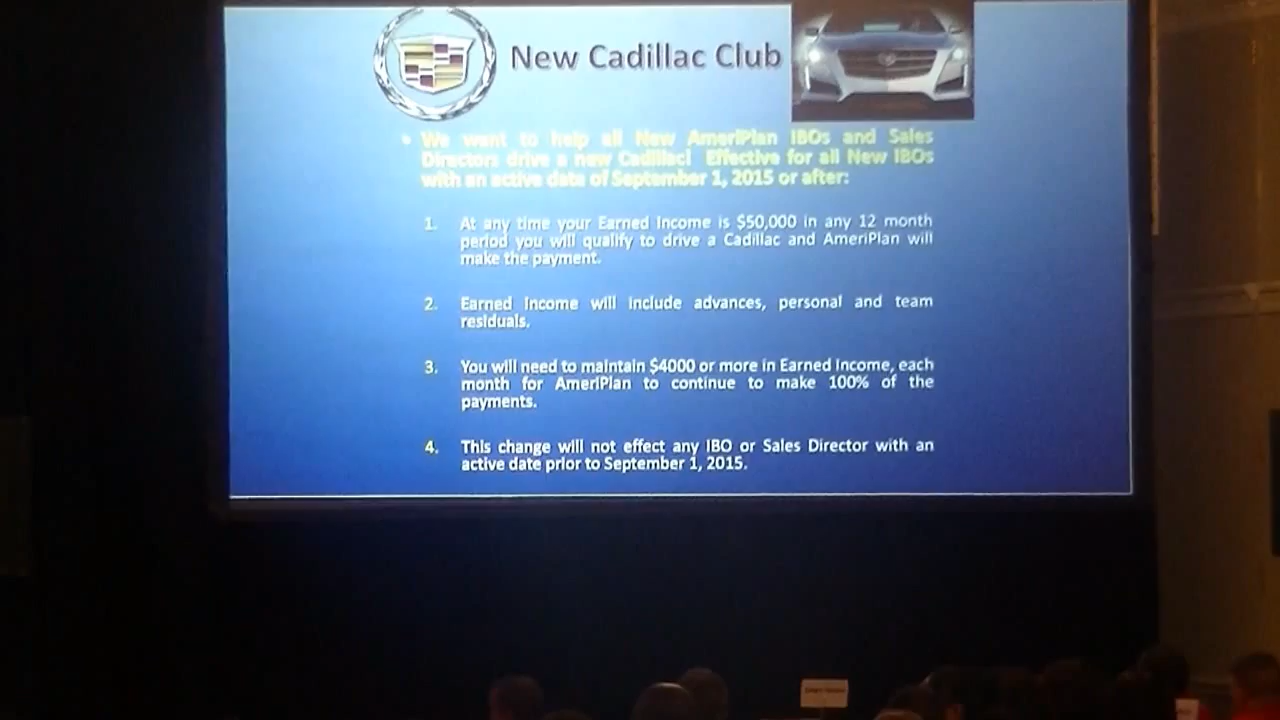 New Cadillac Club
• We want to help all New AmeriPlan IBOs and Sales
Directors drive a new Cadillac! Effective for all New IBOs
with an active date of September 1, 2015 or after:
1. At any time your Earned Income is $50,000 in any 12 month
period you will qualify to drive a Cadillac and AmeriPlan will
make the payment.
2. Earned Income will include advances, personal and team
residuals.
3. You will need to maintain $4000 or more in Earned Income, each
month for AmeriPlan to continue to make 100% of the
payments.
4. This change will not effect any IBO or Sales Director with an
active date prior to September 1, 2015.